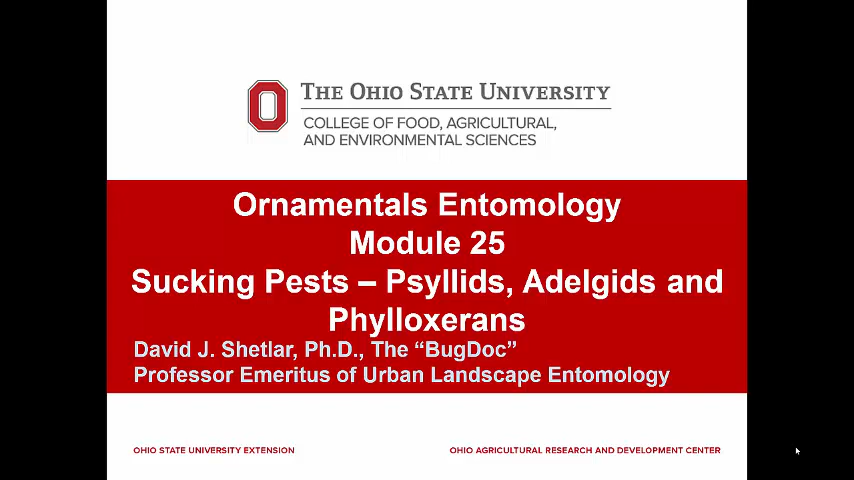 THE OHIO STATE UNIVERSITY
COLLEGE OF FOOD, AGRICULTURAL,
AND ENVIRONMENTAL SCIENCES
Ornamentals Entomology
Module 25
Sucking Pests – Psyllids, Adelgids and
Phylloxerans
David J. Shetlar, Ph.D., The “BugDoc”
Professor Emeritus of Urban Landscape Entomology
OHIO STATE UNIVERSITY EXTENSION
OHIO AGRICULTURAL RESEARCH AND DEVELOPMENT CENTER